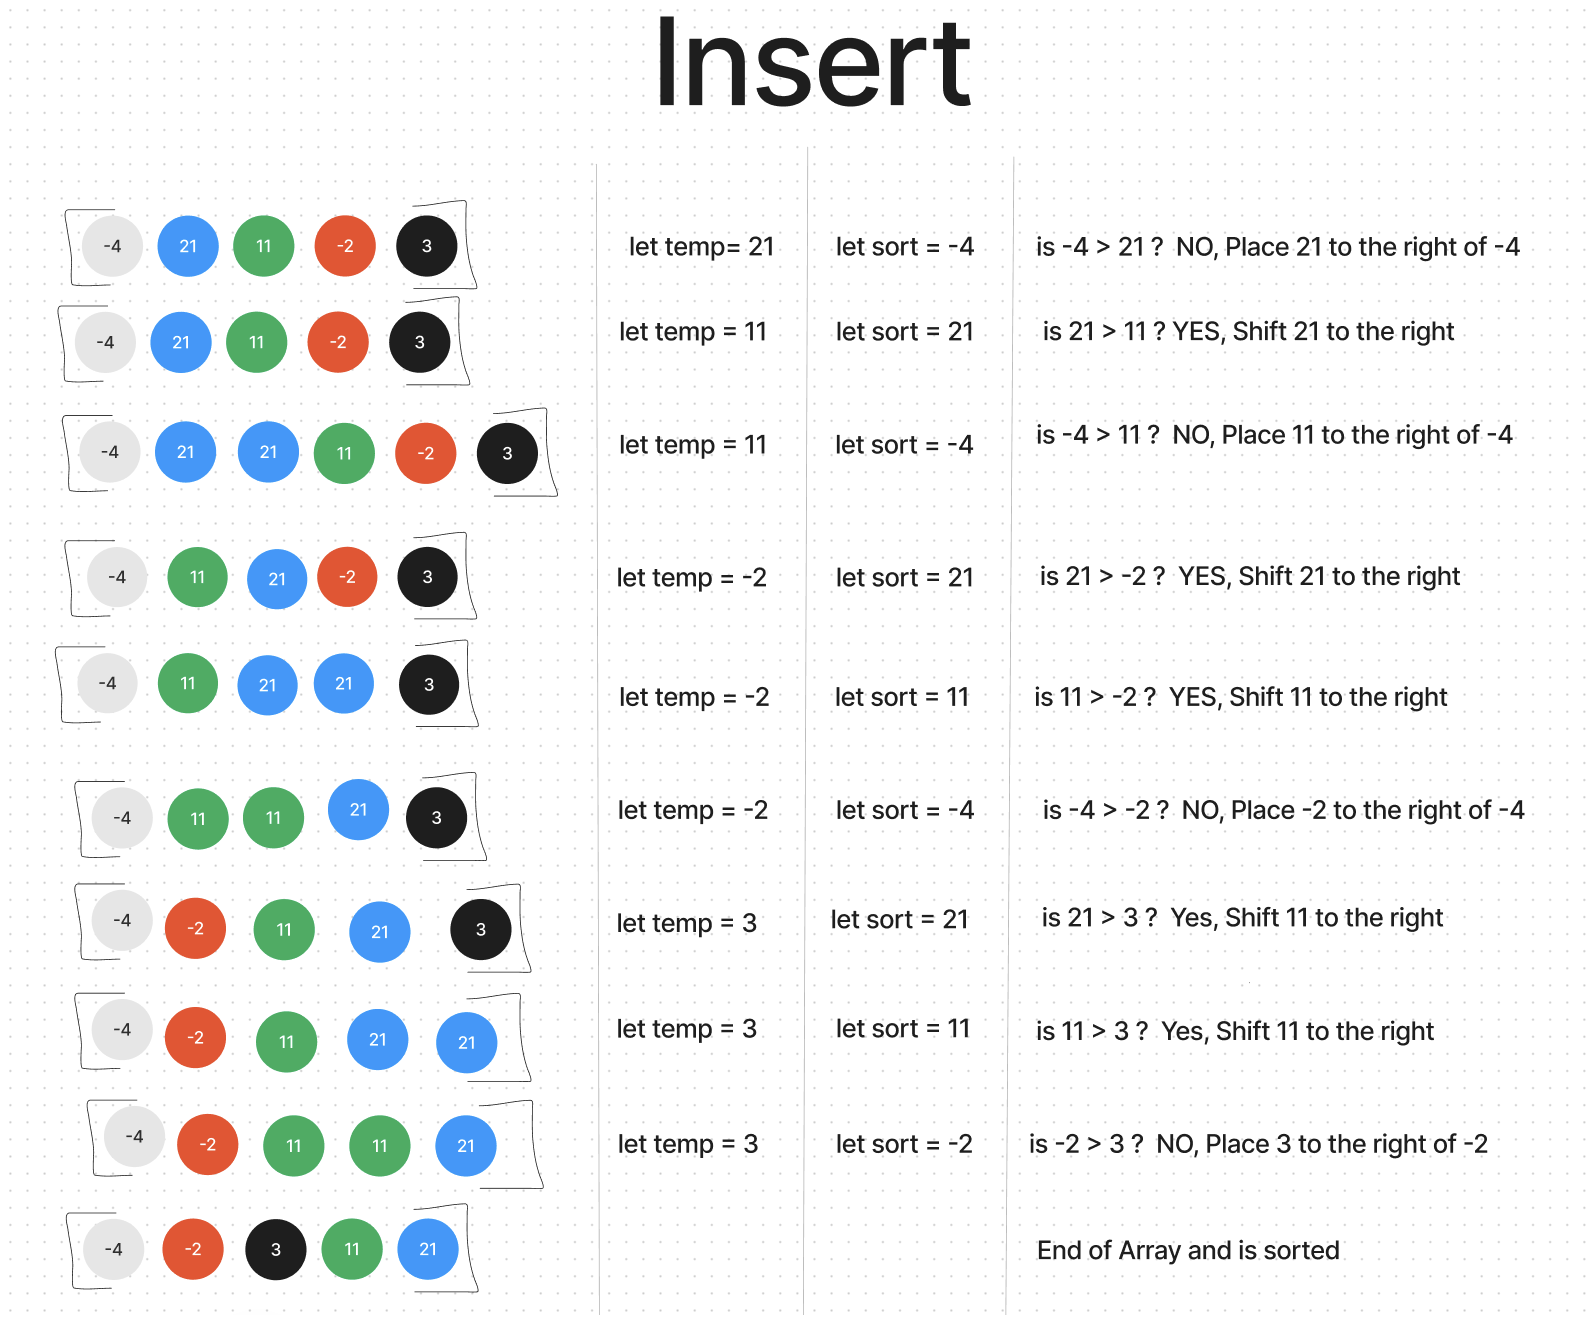 Insert
-4 21 11 -2 3 let temp= 21 let sort = -4 is -4 > 21 ? NO, Place 21 to the right of -4
-4 21 11 -2 3 let temp = 11 let sort = 21 is 21 > 11 ? YES, Shift 21 to the right
-4 21 21 11 -2 3 let temp = 11 let sort = -4 is -4 > 11 ? NO, Place 11 to the right of -4
-4 11 21 -2 3 let temp = -2 let sort = 21 is 21 > -2 ? YES, Shift 21 to the right
-4 11 21 21 3 let temp = -2 let sort = 11 is 11 > -2 ? YES, Shift 11 to the right
-4 11 11 21 3 let temp = -2 let sort = -4 is -4 > -2 ? NO, Place -2 to the right of -4
-4 -2 11 21 3 let temp = 3 let sort = 21 is 21 > 3 ? Yes, Shift 11 to the right
-4 -2 11 21 21 let temp = 3 let sort = 11 is 11 > 3 ? Yes, Shift 11 to the right
-4 -2 11 11 21 let temp = 3 let sort = -2 is -2 > 3 ? NO, Place 3 to the right of -2
-4 -2 3 11 21 End of Array and is sorted